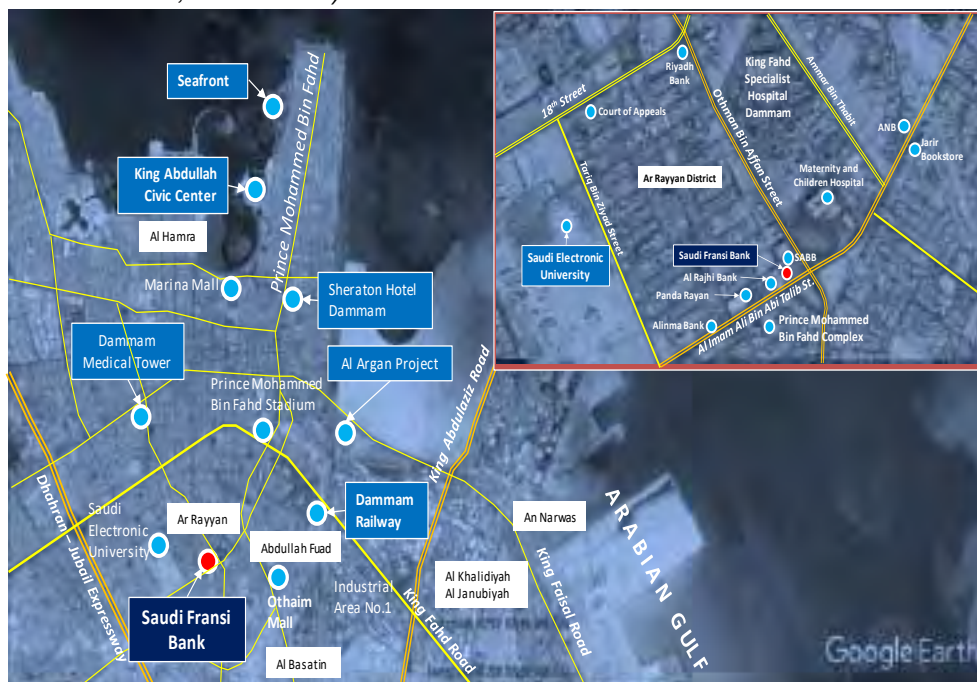 Seafront
King Abdullah
Civic Center
Al Hamra
Prince Mohammed Bin Fahd
Marina Mall
Sheraton Hotel
Dammam
Dammam
Medical Tower
Al Argan Project
Prince Mohammed
Bin Fahd Stadium
King Abdulaziz Road
Dhahran – Jubail Expressway
Saudi
Electronic
University
Ar Rayyan
Dammam
Railway
Abdullah Fuad
An Narwas
Saudi Fransi
Bank
Othaim
Mall
Industrial
Area No.1
Al Khalidiyah
Al Janubiyah
King Fahd Road
King Faisal Road
Al Basatin
ARABIAN GULF
Google Earth
18th Street
Riyadh
Bank
King Fahd
Specialist
Hospital
Dammam
Ammar Bin Thabit
Court of Appeals
Othman Bin Affan Street
ANB
Jarir
Bookstore
Tariq Bin Ziyad Street
Ar Rayyan District
Maternity and
Children Hospital
Saudi Electronic
University
Saudi Fransi Bank
SABB
Al Rajhi Bank
Panda Rayan
Alinma Bank
Al Imam Ali Bin Abi Talib St.
Prince Mohammed
Bin Fahd Complex